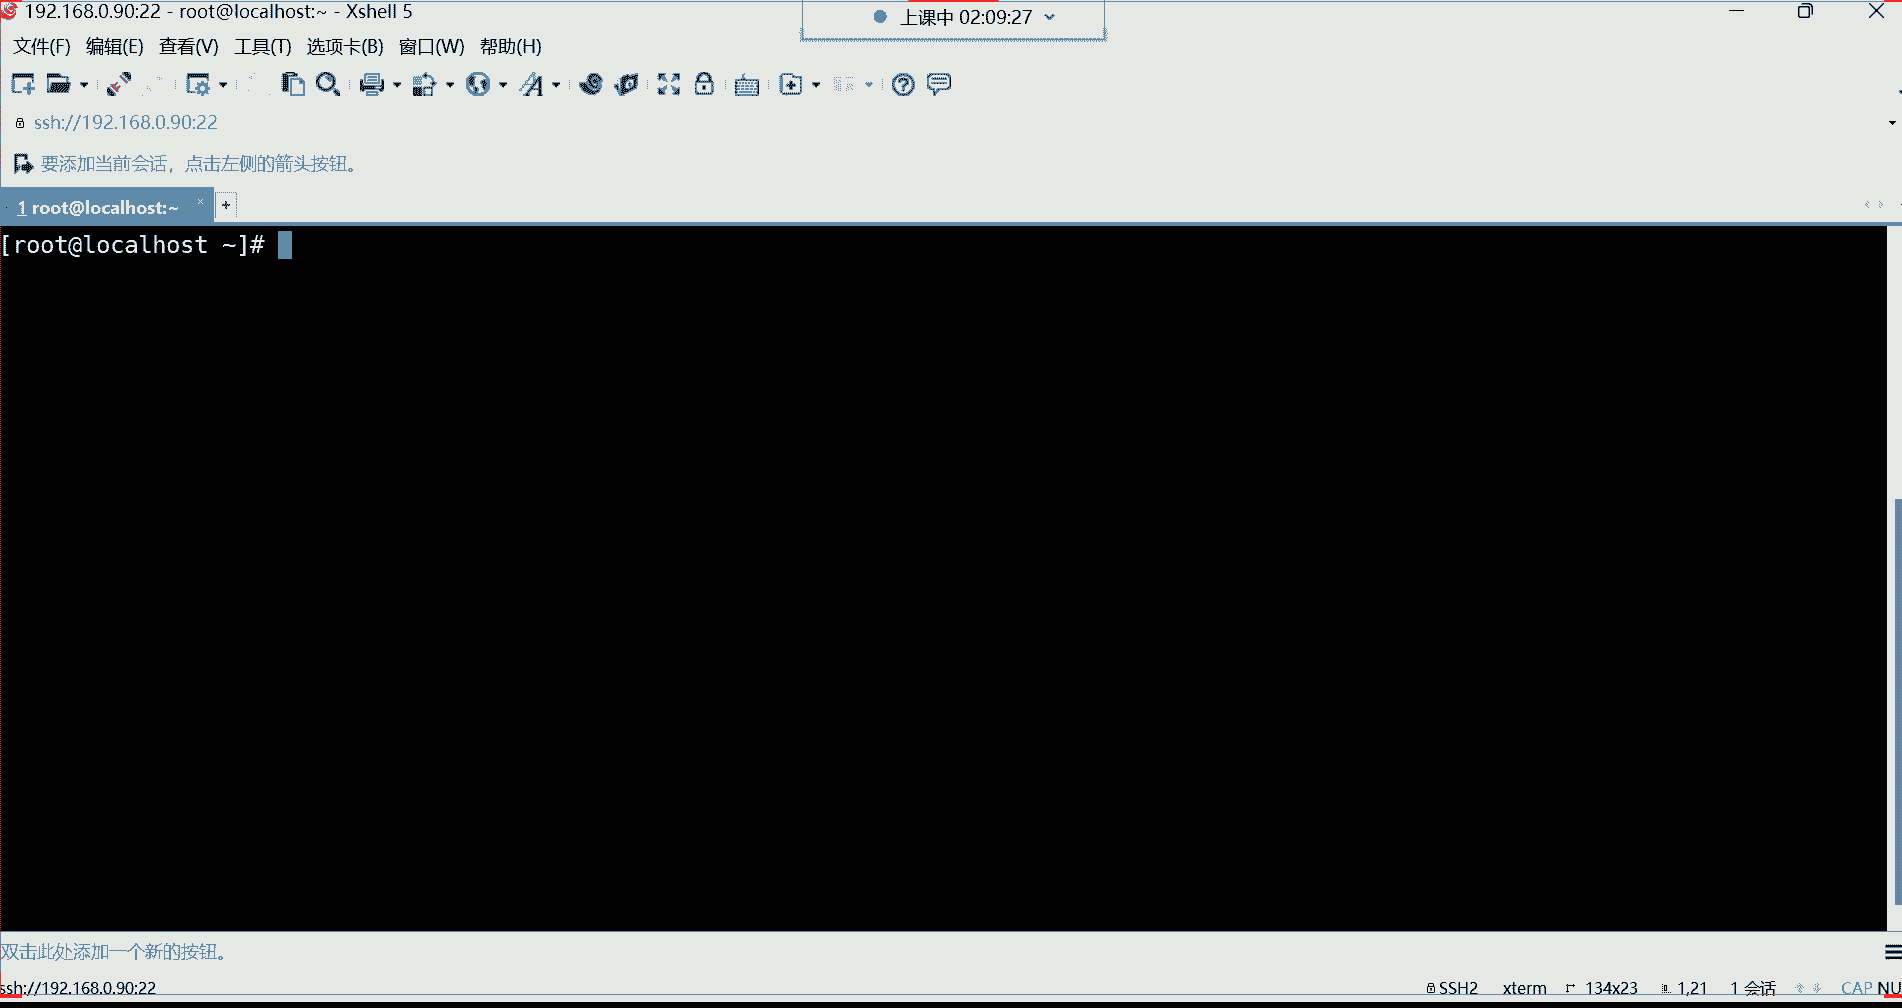 192.168.0.90:22 - root@localhost:~ - Xshell 5
上课中 02:09:27
文件(F) 编辑(E) 查看(V) 工具(T) 选项卡(B) 窗口(W) 帮助(H)
ssh://192.168.0.90:22
要添加当前会话，点击左侧的箭头按钮。
1 root@localhost:~
[root@localhost ~]#
双击此处添加一个新的按钮。
ssh://192.168.0.90:22 SSH2 xterm 134x23 1,21 1 会话 CAP NU